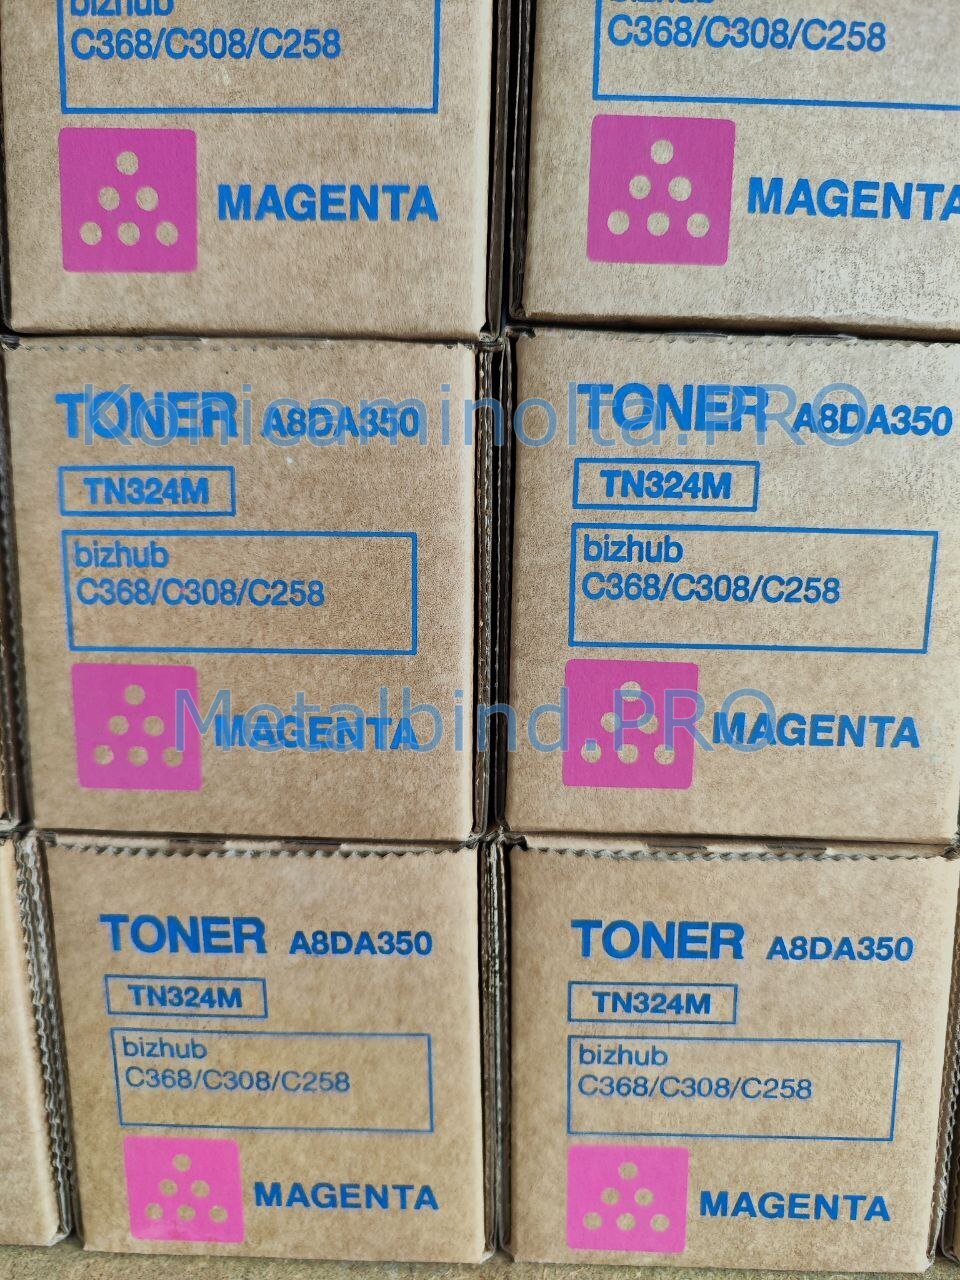 bizhub
C368/C308/C258
MAGENTA
bizhub
C368/C308/C258
MAGENTA
TONER A8DA350
TN324M
bizhub
C368/C308/C258
MAGENTA
TONER A8DA350
TN324M
bizhub
C368/C308/C258
MAGENTA
Konicaminolta.PRO
Metalbind.PRO
TONER A8DA350
TN324M
bizhub
C368/C308/C258
MAGENTA
TONER A8DA350
TN324M
bizhub
C368/C308/C258
MAGENTA